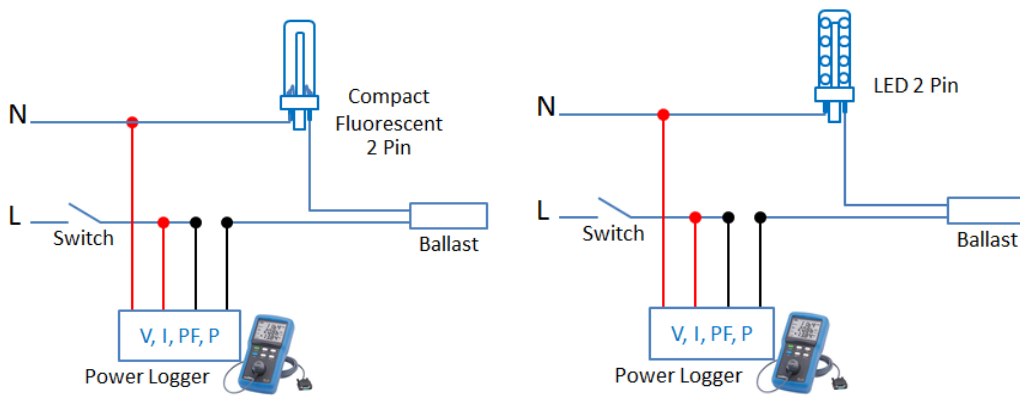 N
Compact
Fluorescent
2 Pin
L
Switch
Ballast
V, I, PF, P
Power Logger
LED 2 Pin
N
L
Switch
Ballast
V, I, PF, P
Power Logger